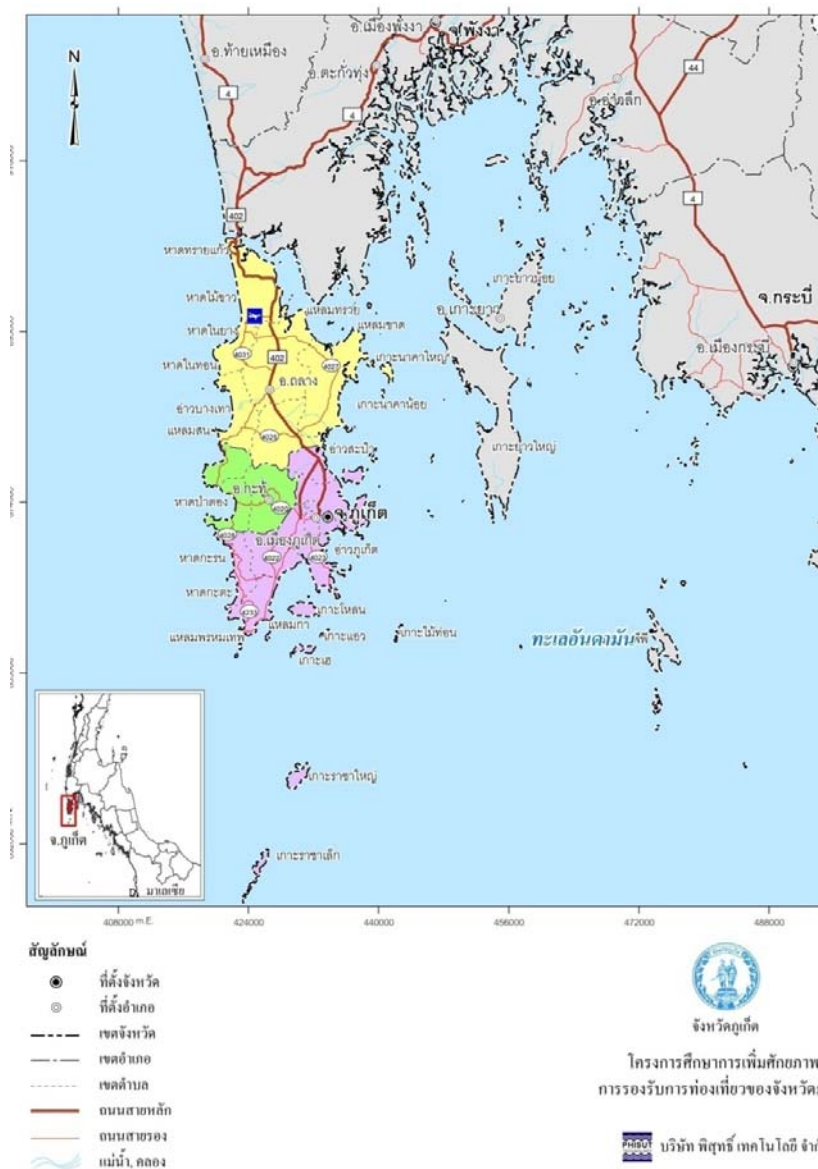 อ.เมืองพังงา
จ.พังงา
อ.ท้ายเหมือง
อ.ตะกั่วทุ่ง
44
N
4
อ.อ่าวลึก
4
4
402
หาดทรายแก้ว
เกาะยาวน้อย
จ.กระบี่
หาดไม้ขาว
แหลมทราย
อ.เกาะยาว
หาดในยาง
แหลมขาด
อ.เมืองกระบี่
4031
402
4027
เกาะนาคาใหญ่
หาดในทอน
อ.ถลาง
อ่าวบางเทา
เกาะนาคาน้อย
แหลมสน
4025
เกาะยาวใหญ่
อ่าวสะปำ
อ.กะทู้
หาดป่าตอง
4020
จ.ภูเก็ต
4028
อ.เมืองภูเก็ต
อ่าวภูเก็ต
หาดกะรน
4022
4023
หาดกะตะ
เกาะโหลน
4233
แหลมกา
แหลมพรหมเทพ
เกาะแอว
เกาะไม้ท่อน
ทะเลอันดามัน
เกาะเฮ
เกาะราชาใหญ่
จ.ภูเก็ต
เกาะราชาเล็ก
มาเลเซีย
408000 m.E.
424000
440000
456000
472000
488000
สัญลักษณ์
ที่ตั้งจังหวัด
ที่ตั้งอำเภอ
เขตจังหวัด
เขตอำเภอ
เขตตำบล
ถนนสายหลัก
ถนนสายรอง
แม่น้ำ, คลอง
จังหวัดภูเก็ต
โครงการศึกษาการเพิ่มศักยภาพ
การรองรับการท่องเที่ยวของจังหวัด
PHISUT บริษัท พิสุทธิ์ เทคโนโลยี จำ